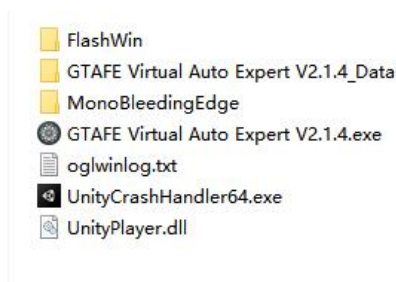 FlashWin
GTAFE Virtual Auto Expert V2.1.4_Data
MonoBleedingEdge
GTAFE Virtual Auto Expert V2.1.4.exe
oglwinlog.txt
UnityCrashHandler64.exe
UnityPlayer.dll